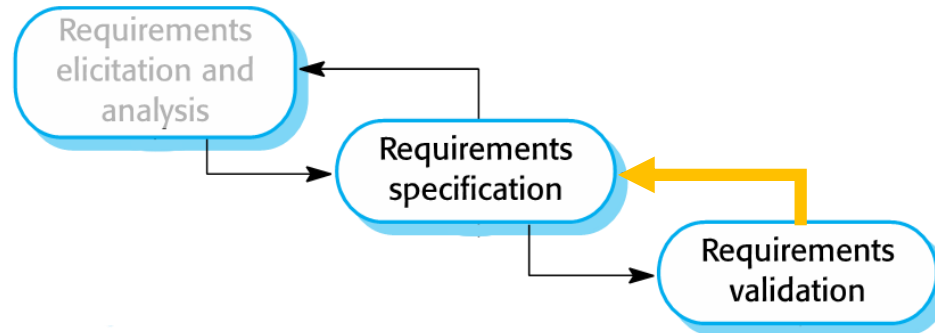 Requirements
elicitation and
analysis
Requirements
specification
Requirements
validation